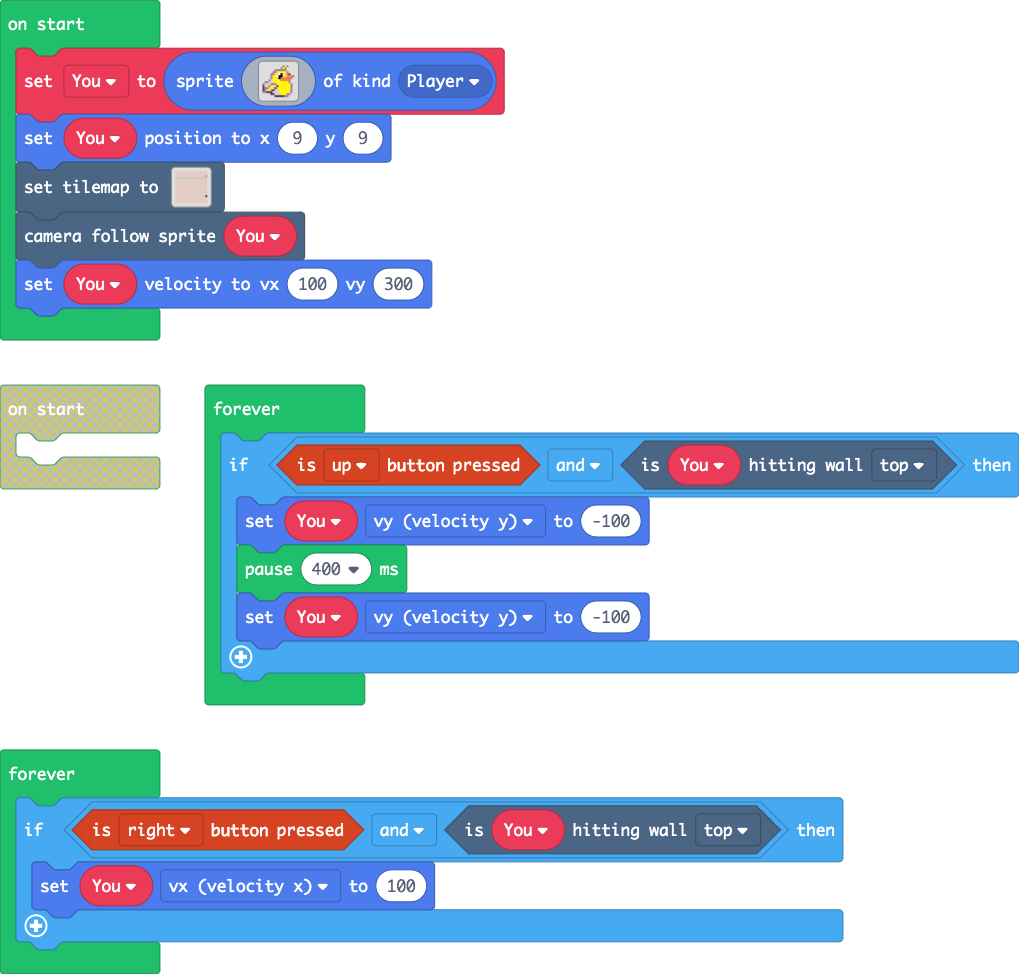 on start
set You to sprite of kind Player
set You position to x 9 y 9
set tilemap to
camera follow sprite You
set You velocity to vx 100 vy 300
on start
forever
if is up button pressed and is You hitting wall top then
set You vy (velocity y) to -100
pause 400 ms
set You vy (velocity y) to -100
forever
if is right button pressed and is You hitting wall top then
set You vx (velocity x) to 100